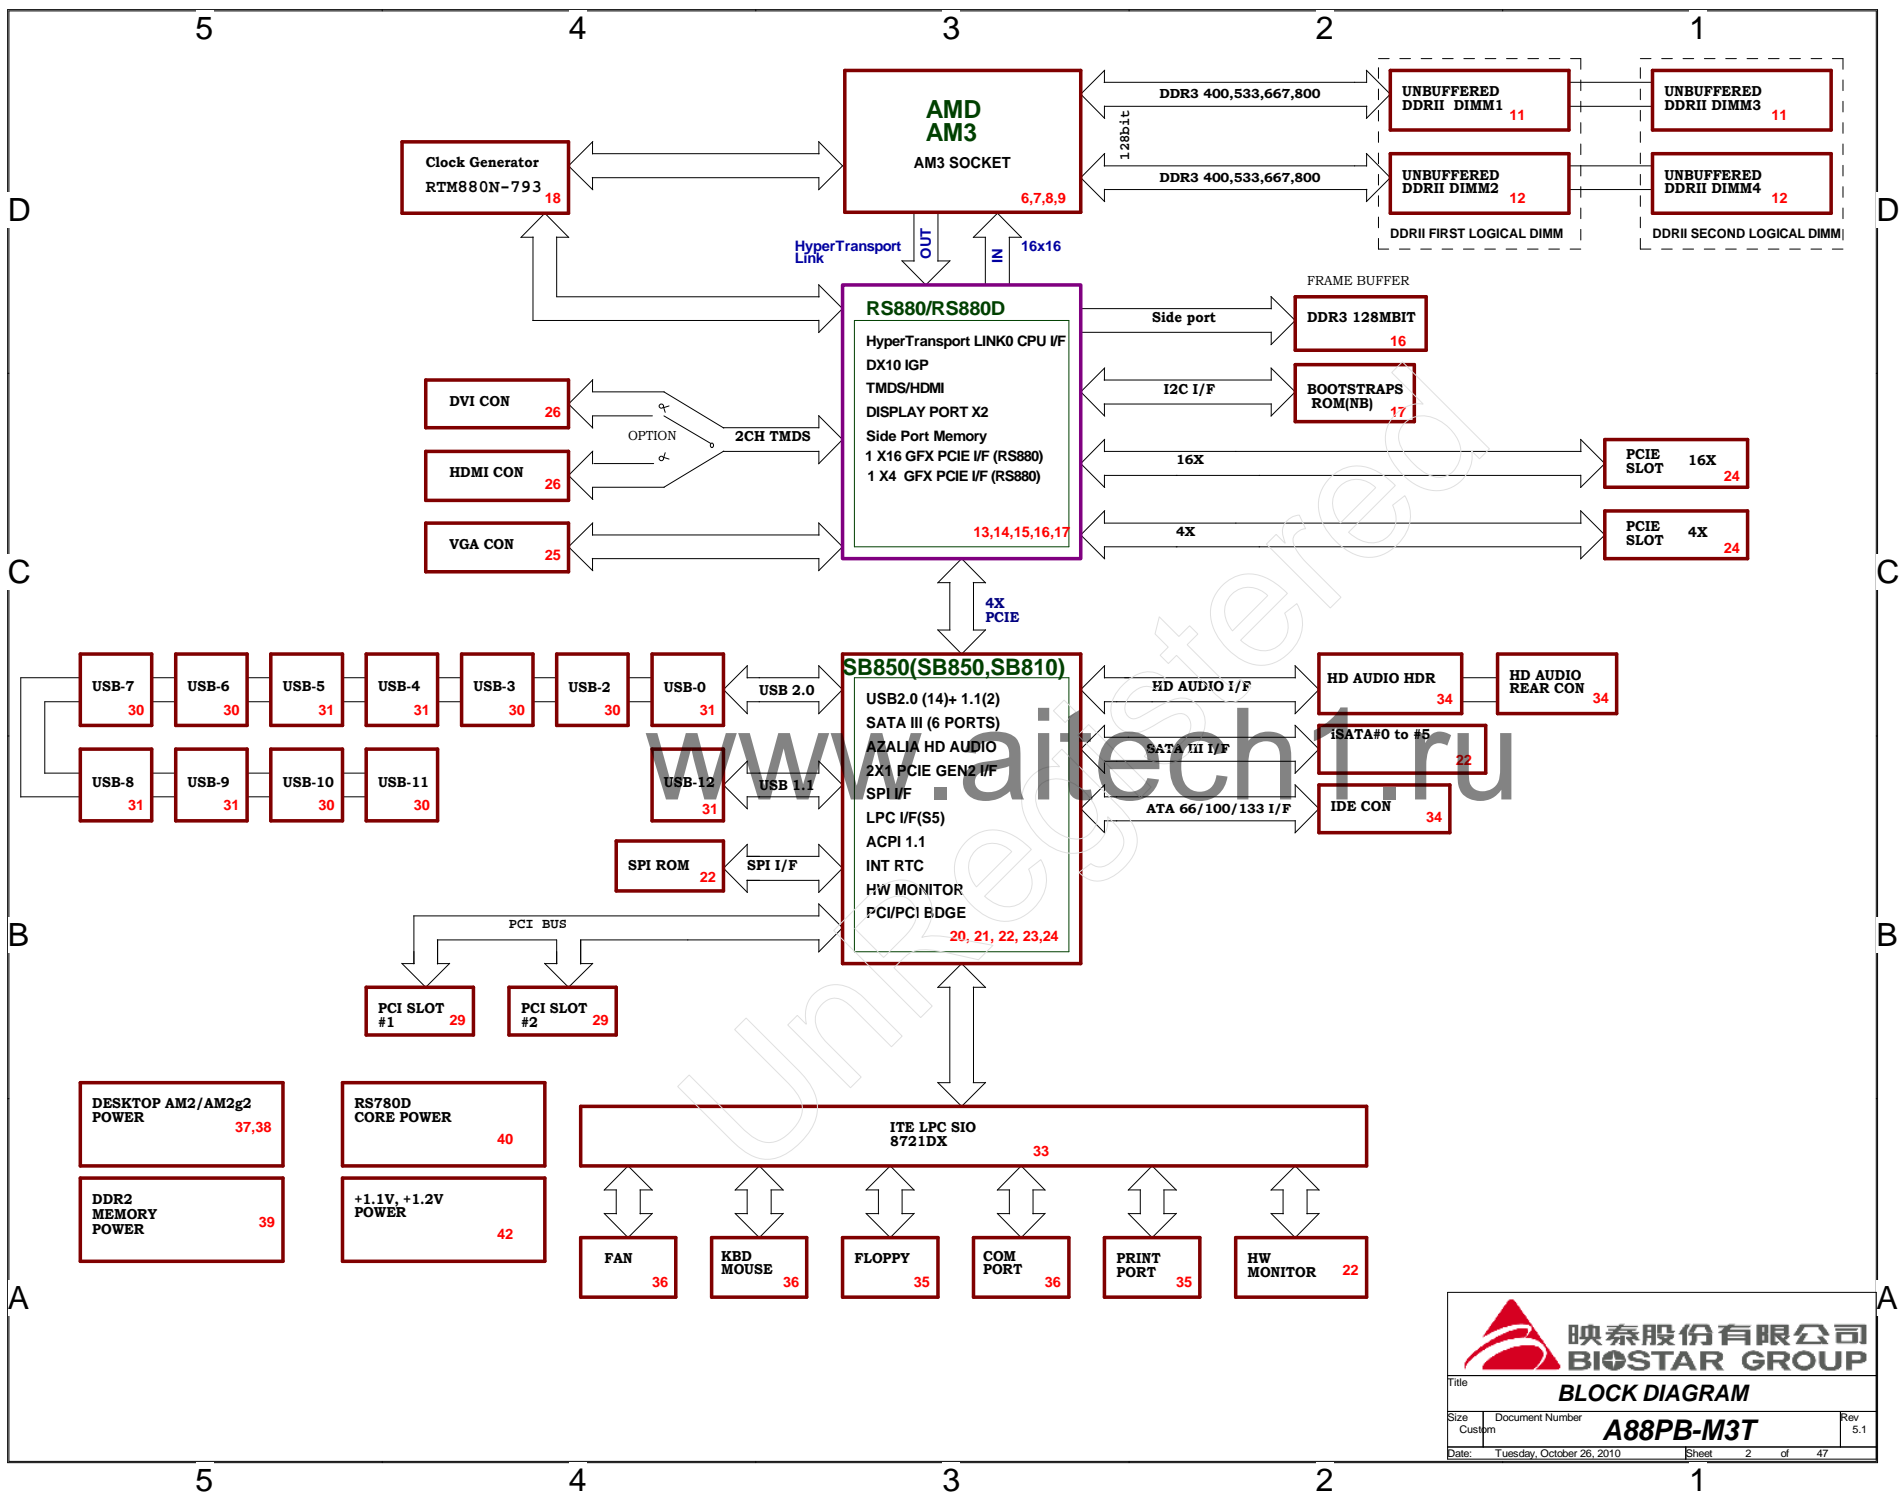 5 4 3 2 1
D
D
C
C
B
B
A
A
AMD
AM3
AM3 SOCKET
6,7,8,9
Clock Generator
RTM880N-793
18
DDR3 400,533,667,800
128bit
DDR3 400,533,667,800
UNBUFFERED
DDRII DIMM1
11
UNBUFFERED
DDRII DIMM3
11
UNBUFFERED
DDRII DIMM2
12
UNBUFFERED
DDRII DIMM4
12
DDRII FIRST LOGICAL DIMM
DDRII SECOND LOGICAL DIMM
HyperTransport
Link
OUT
IN
16x16
RS880/RS880D
HyperTransport LINK0 CPU I/F
DX10 IGP
TMDS/HDMI
DISPLAY PORT X2
Side Port Memory
1 X16 GFX PCIE I/F (RS880)
1 X4 GFX PCIE I/F (RS880)
13,14,15,16,17
FRAME BUFFER
Side port
DDR3 128MBIT
16
I2C I/F
BOOTSTRAPS
ROM(NB)
17
16X
PCIE
SLOT 16X
24
4X
PCIE
SLOT 4X
24
DVI CON
26
OPTION
2CH TMDS
HDMI CON
26
VGA CON
25
4X
PCIE
USB-7
30
USB-6
30
USB-5
31
USB-4
31
USB-3
30
USB-2
30
USB-0
31
USB 2.0
USB-8
31
USB-9
31
USB-10
30
USB-11
30
USB-12
31
USB 1.1
SPI ROM
22
SPI I/F
PCI BUS
PCI SLOT
#1
29
PCI SLOT
#2
29
SB850(SB850,SB810)
USB2.0 (14)+ 1.1(2)
SATA III (6 PORTS)
AZALIA HD AUDIO
2X1 PCIE GEN2 I/F
SPI I/F
LPC I/F(S5)
ACPI 1.1
INT RTC
HW MONITOR
PCI/PCI BDGE
20, 21, 22, 23,24
HD AUDIO I/F
HD AUDIO HDR
34
HD AUDIO
REAR CON
34
SATA III I/F
iSATA#0 to #5
22
ATA 66/100/133 I/F
IDE CON
34
www.aitech1.ru
UnRegistered
DESKTOP AM2/AM2g2
POWER
37,38
RS780D
CORE POWER
40
DDR2
MEMORY
POWER
39
+1.1V, +1.2V
POWER
42
ITE LPC SIO
8721DX
33
FAN
36
KBD
MOUSE
36
FLOPPY
35
COM
PORT
36
PRINT
PORT
35
HW
MONITOR
22
映泰股份有限公司
BIOSTAR GROUP
Title
BLOCK DIAGRAM
Size
Custom
Document Number
A88PB-M3T
Rev
5.1
Date: Tuesday, October 26, 2010 Sheet 2 of 47
5 4 3 2 1